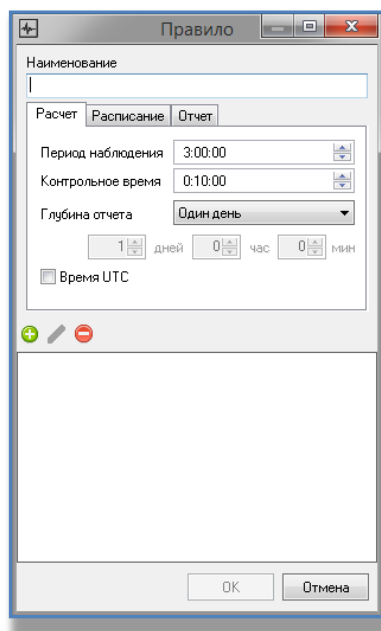 Правило
Наименование
Расчет Расписание Отчет
Период наблюдения 3:00:00
Контрольное время 0:10:00
Глубина отчета Один день
1 дней 0 час 0 мин
Время UTC
OK Отмена